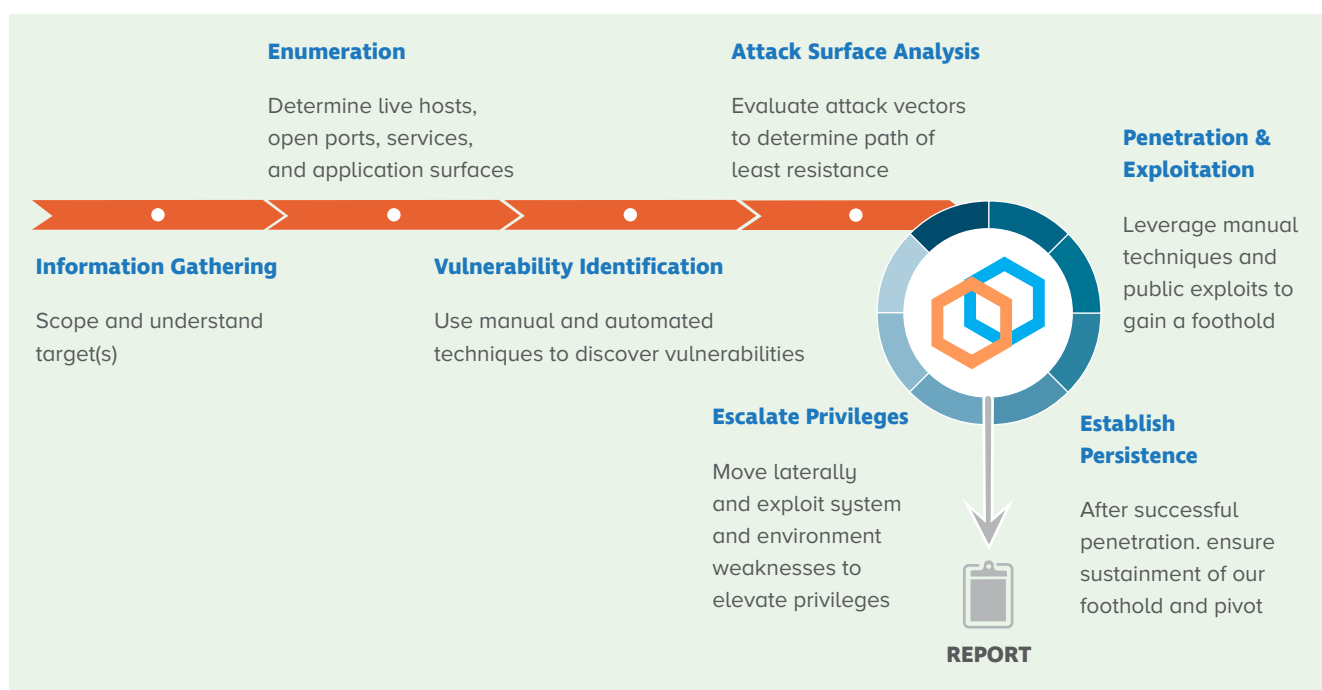 Enumeration
Determine live hosts,
open ports, services,
and application surfaces
Attack Surface Analysis
Evaluate attack vectors
to determine path of
least resistance
Information Gathering
Scope and understand
target(s)
Vulnerability Identification
Use manual and automated
techniques to discover vulnerabilities
Penetration &
Exploitation
Leverage manual
techniques and
public exploits to
gain a foothold
Establish
Persistence
After successful
penetration. ensure
sustainment of our
foothold and pivot
Escalate Privileges
Move laterally
and exploit system
and environment
weaknesses to
elevate privileges
REPORT